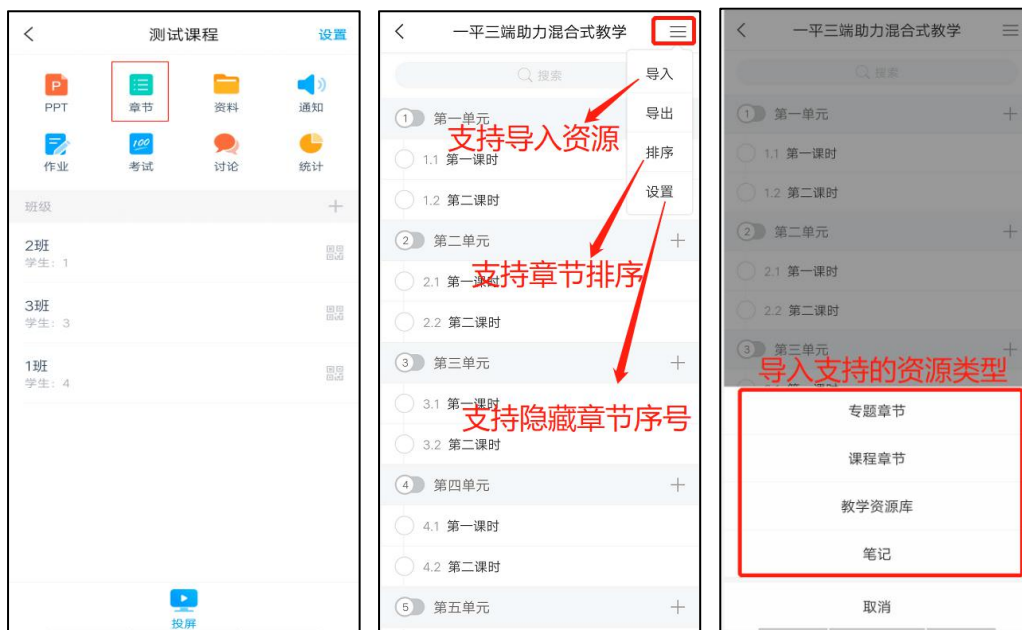 测试课程
设置
P
PPT
章节
资料
通知
100
作业
考试
讨论
统计
班级
2班
学生：1
3班
学生：3
1班
学生：4
投屏
一平三端助力混合式教学
搜索
导入
导出
排序
设置
1 第一单元
支持导入资源
1.1 第一课时
1.2 第二课时
2 第二单元
支持章节排序
2.1 第一课时
2.2 第二课时
3 第三单元
3.1 第一课时
支持隐藏章节序号
3.2 第二课时
4 第四单元
4.1 第一课时
4.2 第二课时
5 第五单元
一平三端助力混合式教学
搜索
1 第一单元
1.1 第一课时
1.2 第二课时
2 第二单元
2.1 第一课时
2.2 第二课时
3 第三单元
导入支持的资源类型
专题章节
课程章节
教学资源库
笔记
取消